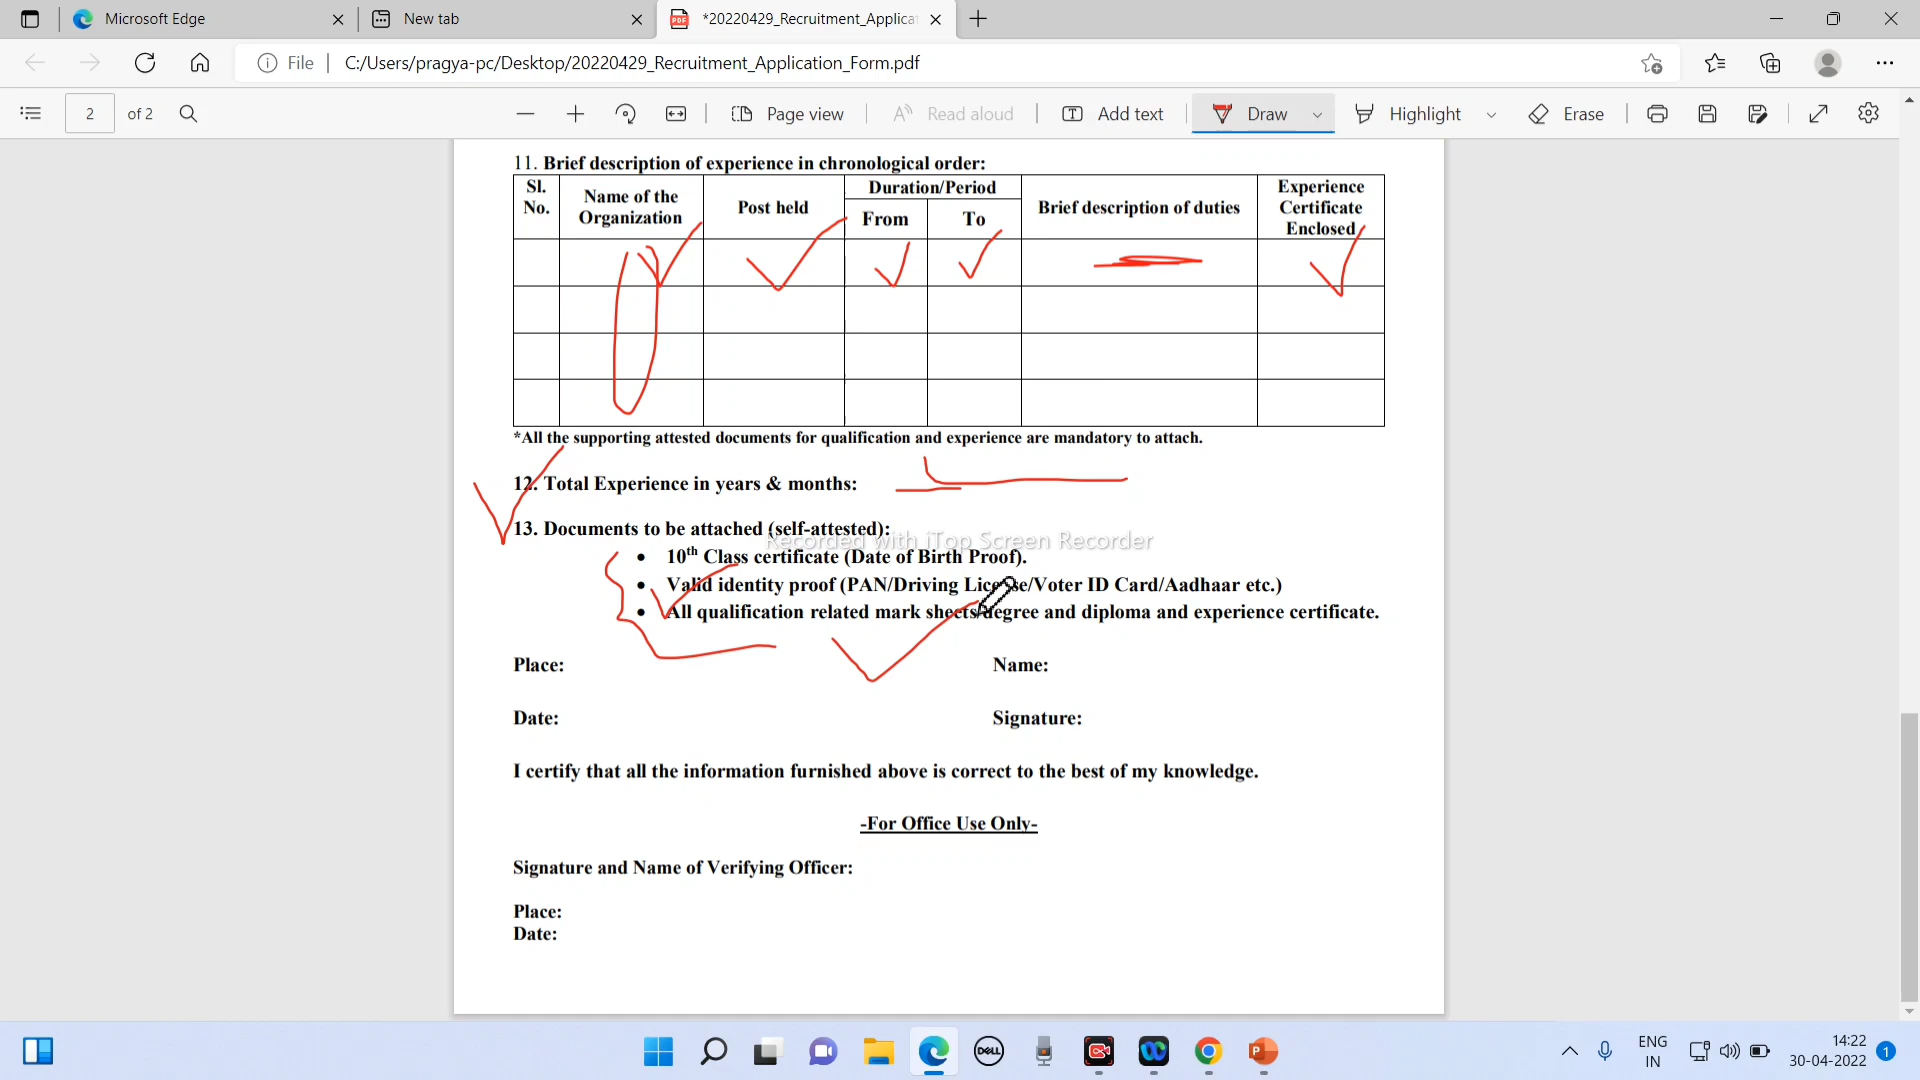 Microsoft Edge
New tab
*20220429_Recruitment_Applica
File
C:/Users/pragya-pc/Desktop/20220429_Recruitment_Application_Form.pdf
2 of 2
Page view
Read aloud
Add text
Draw
Highlight
Erase
11. Brief description of experience in chronological order:
Sl. No.
Name of the Organization
Post held
Duration/Period
From
To
Brief description of duties
Experience Certificate Enclosed
*All the supporting attested documents for qualification and experience are mandatory to attach.
12. Total Experience in years & months:
13. Documents to be attached (self-attested):
Recorded with iTop Screen Recorder
• 10th Class certificate (Date of Birth Proof).
• Valid identity proof (PAN/Driving License/Voter ID Card/Aadhaar etc.)
• All qualification related mark sheets/degree and diploma and experience certificate.
Place:
Name:
Date:
Signature:
I certify that all the information furnished above is correct to the best of my knowledge.
-For Office Use Only-
Signature and Name of Verifying Officer:
Place:
Date:
DELL
ENG
IN
14:22
30-04-2022
1